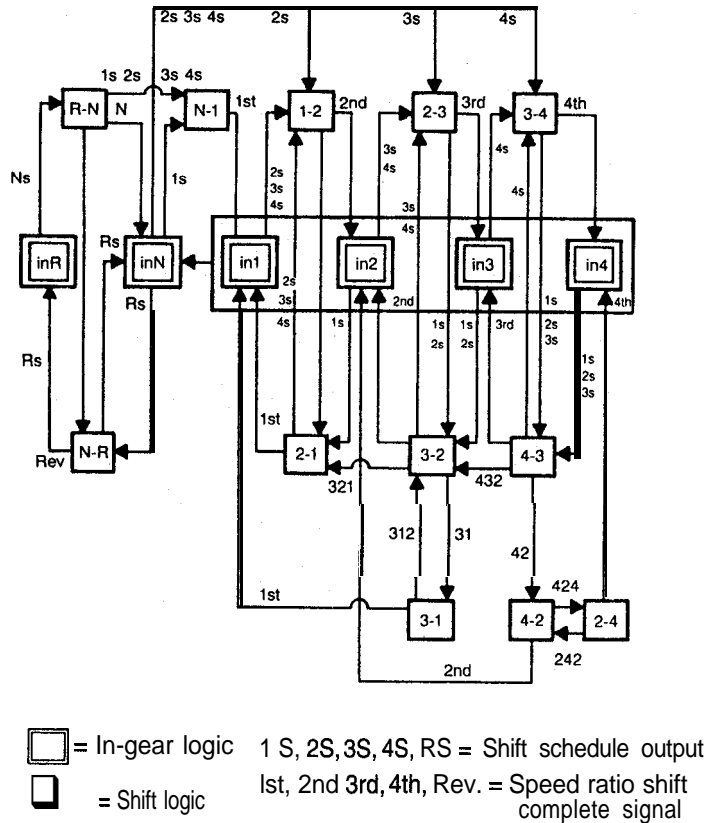 2s 3s 4s 2s 3s 4s
1s 2s 3s 4s
R-N N N-1 1st 1-2 2nd 2-3 3rd 3-4 4th
Ns 1s
2s
3s
4s
3s
4s
4s
3s
4s
4s
Rs
inR inN in1 in2 in3 in4
Rs
2s
3s
4s
1s
2nd
1s
2s
1s
2s
3rd
1s
2s
3s
4th
Rs
1s
2s
3s
1st
Rev N-R 2-1 3-2 4-3
321 432
312 31 42
1st 424
3-1 4-2 2-4
242
2nd
= In-gear logic 1 S, 2S, 3S, 4S, RS = Shift schedule output
= Shift logic Ist, 2nd 3rd, 4th, Rev. = Speed ratio shift
complete signal